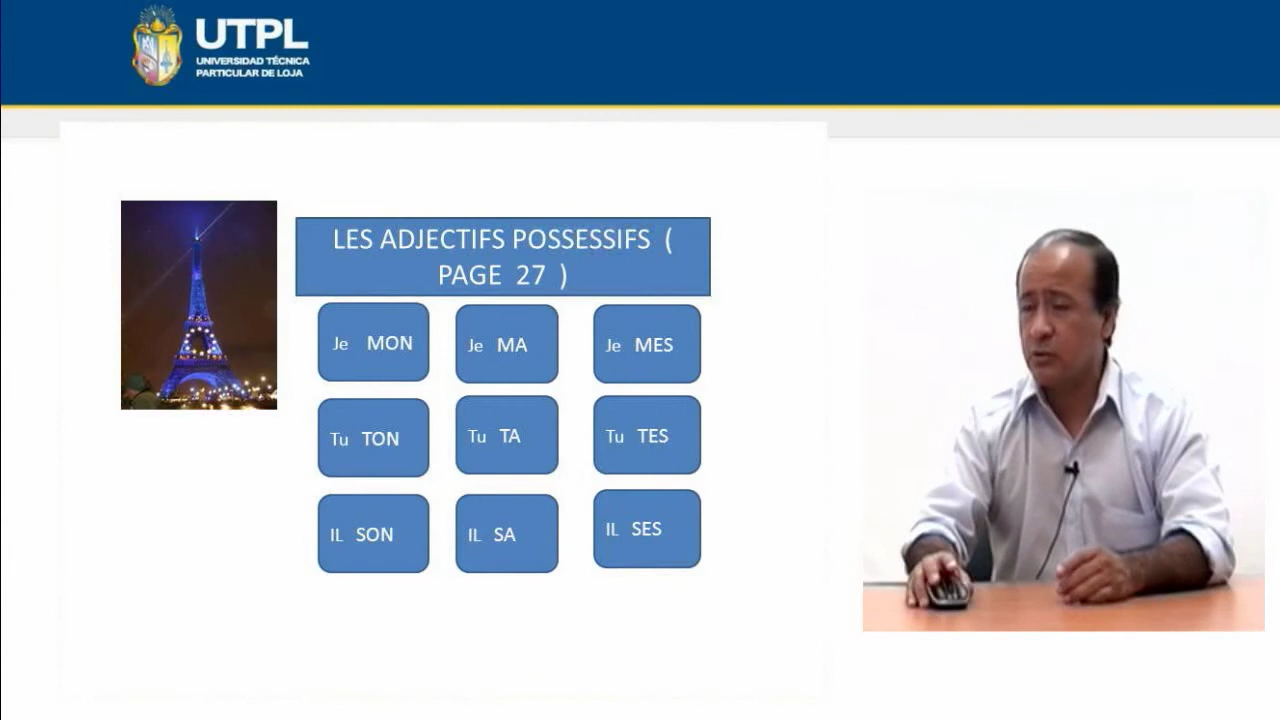 UTPL
UNIVERSIDAD TÉCNICA
PARTICULAR DE LOJA
LES ADJECTIFS POSSESSIFS (
PAGE 27 )
Je MON
Je MA
Je MES
Tu TON
Tu TA
Tu TES
IL SON
IL SA
IL SES